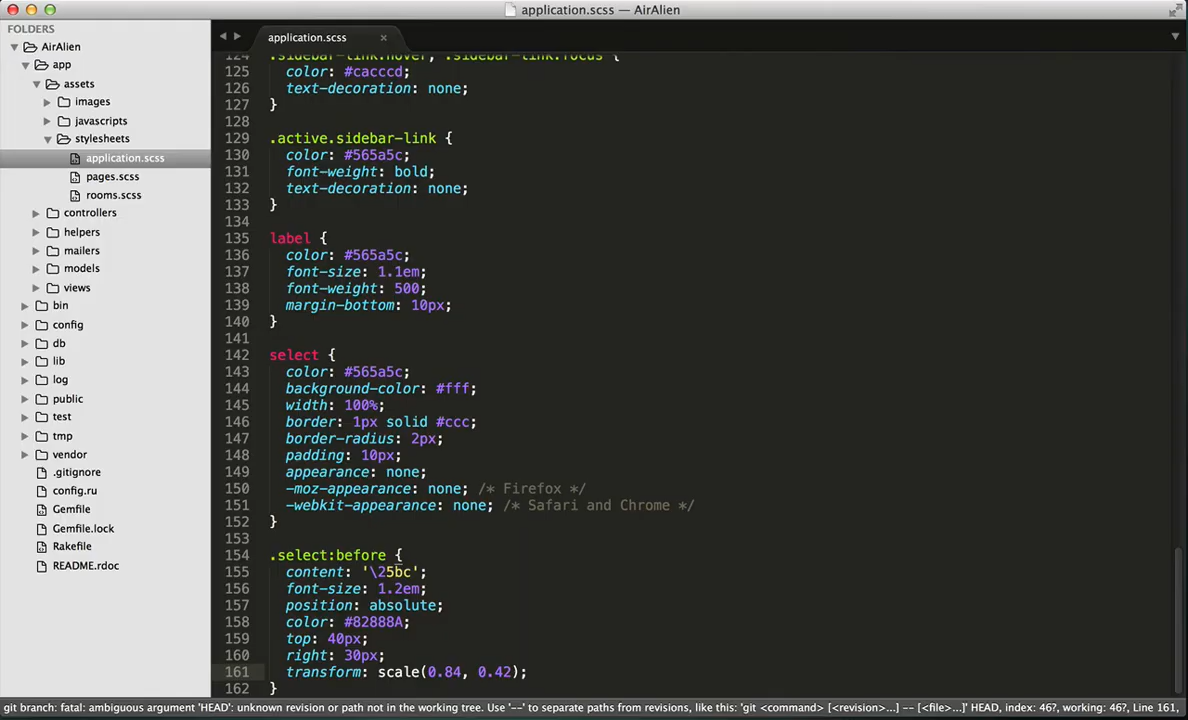 application.scss — AirAlien
FOLDERS
AirAlien
app
assets
images
javascripts
stylesheets
application.scss
pages.scss
rooms.scss
controllers
helpers
mailers
models
views
bin
config
db
lib
log
public
test
tmp
vendor
.gitignore
config.ru
Gemfile
Gemfile.lock
Rakefile
README.rdoc
application.scss
124 .sidebar-link:hover, .sidebar-link:focus {
125 color: #cacccd;
126 text-decoration: none;
127 }
128
129 .active.sidebar-link {
130 color: #565a5c;
131 font-weight: bold;
132 text-decoration: none;
133 }
134
135 label {
136 color: #565a5c;
137 font-size: 1.1em;
138 font-weight: 500;
139 margin-bottom: 10px;
140 }
141
142 select {
143 color: #565a5c;
144 background-color: #fff;
145 width: 100%;
146 border: 1px solid #ccc;
147 border-radius: 2px;
148 padding: 10px;
149 appearance: none;
150 -moz-appearance: none; /* Firefox */
151 -webkit-appearance: none; /* Safari and Chrome */
152 }
153
154 .select:before {
155 content: '\25bc';
156 font-size: 1.2em;
157 position: absolute;
158 color: #82888A;
159 top: 40px;
160 right: 30px;
161 transform: scale(0.84, 0.42);
162 }
git branch: fatal: ambiguous argument 'HEAD': unknown revision or path not in the working tree. Use '--' to separate paths from revisions, like this: 'git <command> [<revision>...] -- [<file>...]' HEAD, index: 46?, working: 46?, Line 161,